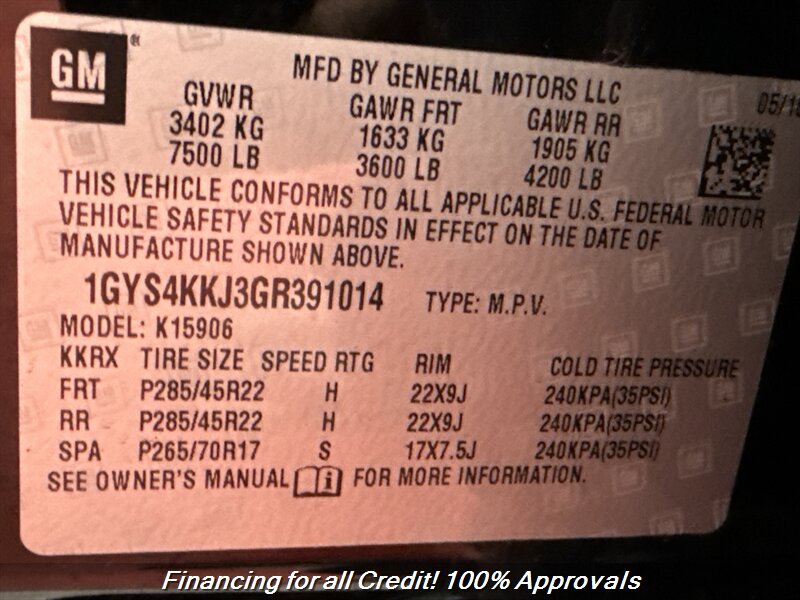 GM ®
MFD BY GENERAL MOTORS LLC
GVWR GAWR FRT GAWR RR
3402 KG 1633 KG 1905 KG
7500 LB 3600 LB 4200 LB
THIS VEHICLE CONFORMS TO ALL APPLICABLE U.S. FEDERAL MOTOR
VEHICLE SAFETY STANDARDS IN EFFECT ON THE DATE OF
MANUFACTURE SHOWN ABOVE.
1GYS4KKJ3GR391014 TYPE: M.P.V.
MODEL: K15906
KKRX TIRE SIZE SPEED RTG RIM COLD TIRE PRESSURE
FRT P285/45R22 H 22X9J 240KPA(35PSI)
RR P285/45R22 H 22X9J 240KPA(35PSI)
SPA P265/70R17 S 17X7.5J 240KPA(35PSI)
SEE OWNER'S MANUAL FOR MORE INFORMATION.
Financing for all Credit! 100% Approvals